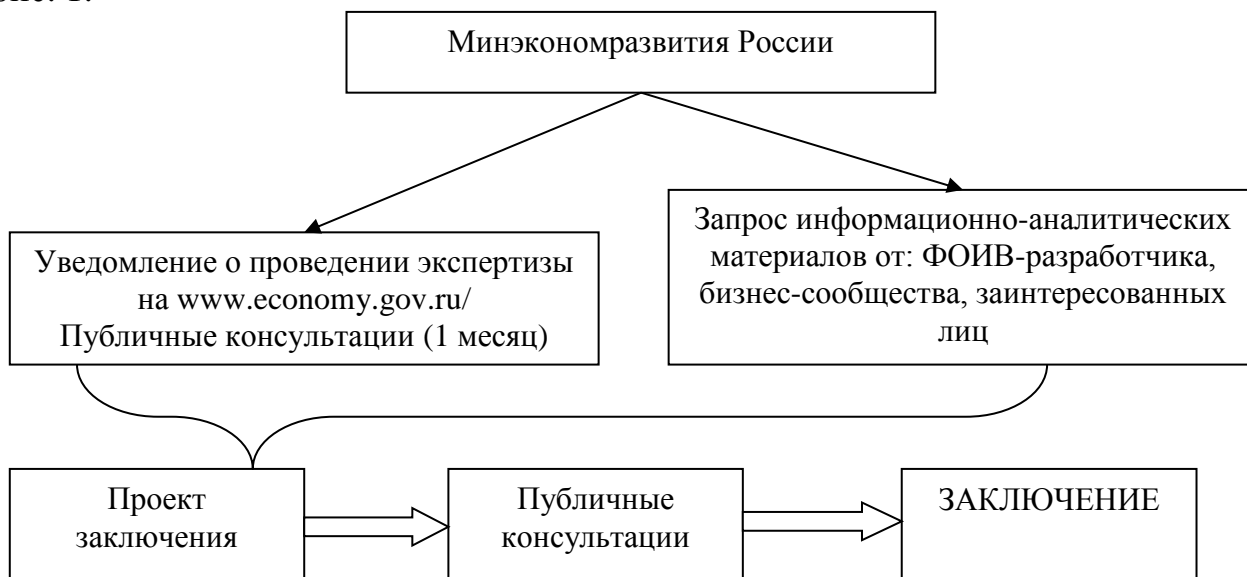 Минэкономразвития России
Уведомление о проведении экспертизы
на www.economy.gov.ru/
Публичные консультации (1 месяц)
Запрос информационно-аналитических
материалов от: ФОИВ-разработчика,
бизнес-сообщества, заинтересованных
лиц
Проект
заключения
Публичные
консультации
ЗАКЛЮЧЕНИЕ